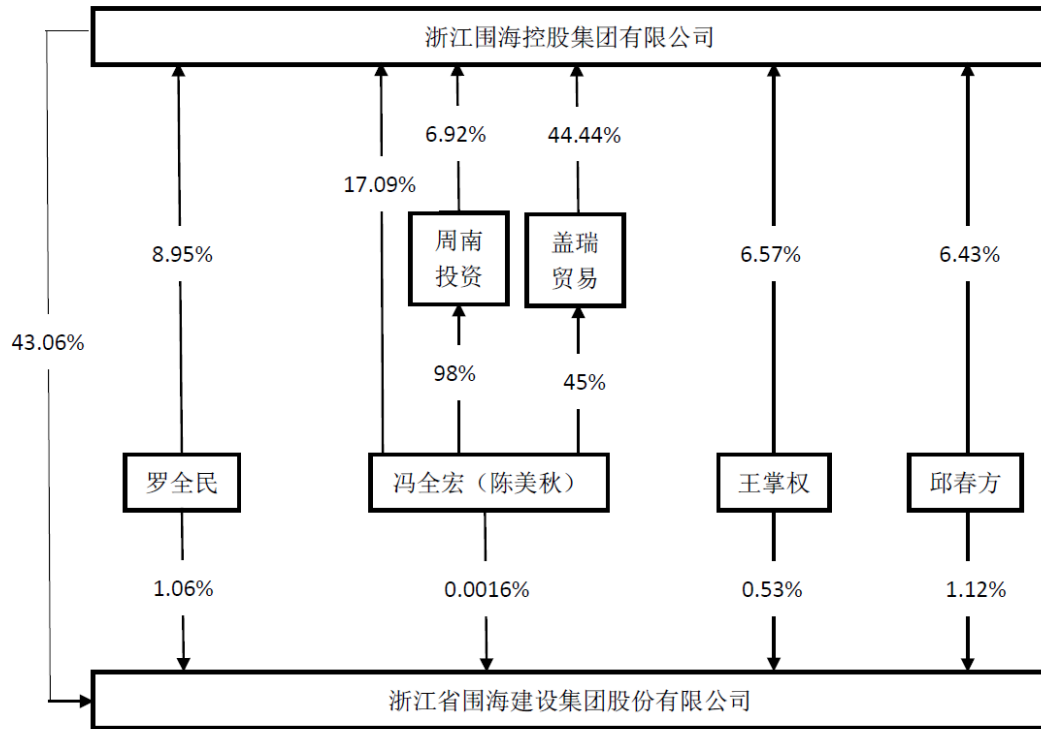 浙江围海控股集团有限公司
6.92%
44.44%
17.09%
周南
投资
盖瑞
贸易
8.95%
6.57%
6.43%
43.06%
98%
45%
罗全民
冯全宏（陈美秋）
王掌权
邱春方
1.06%
0.0016%
0.53%
1.12%
浙江省围海建设集团股份有限公司